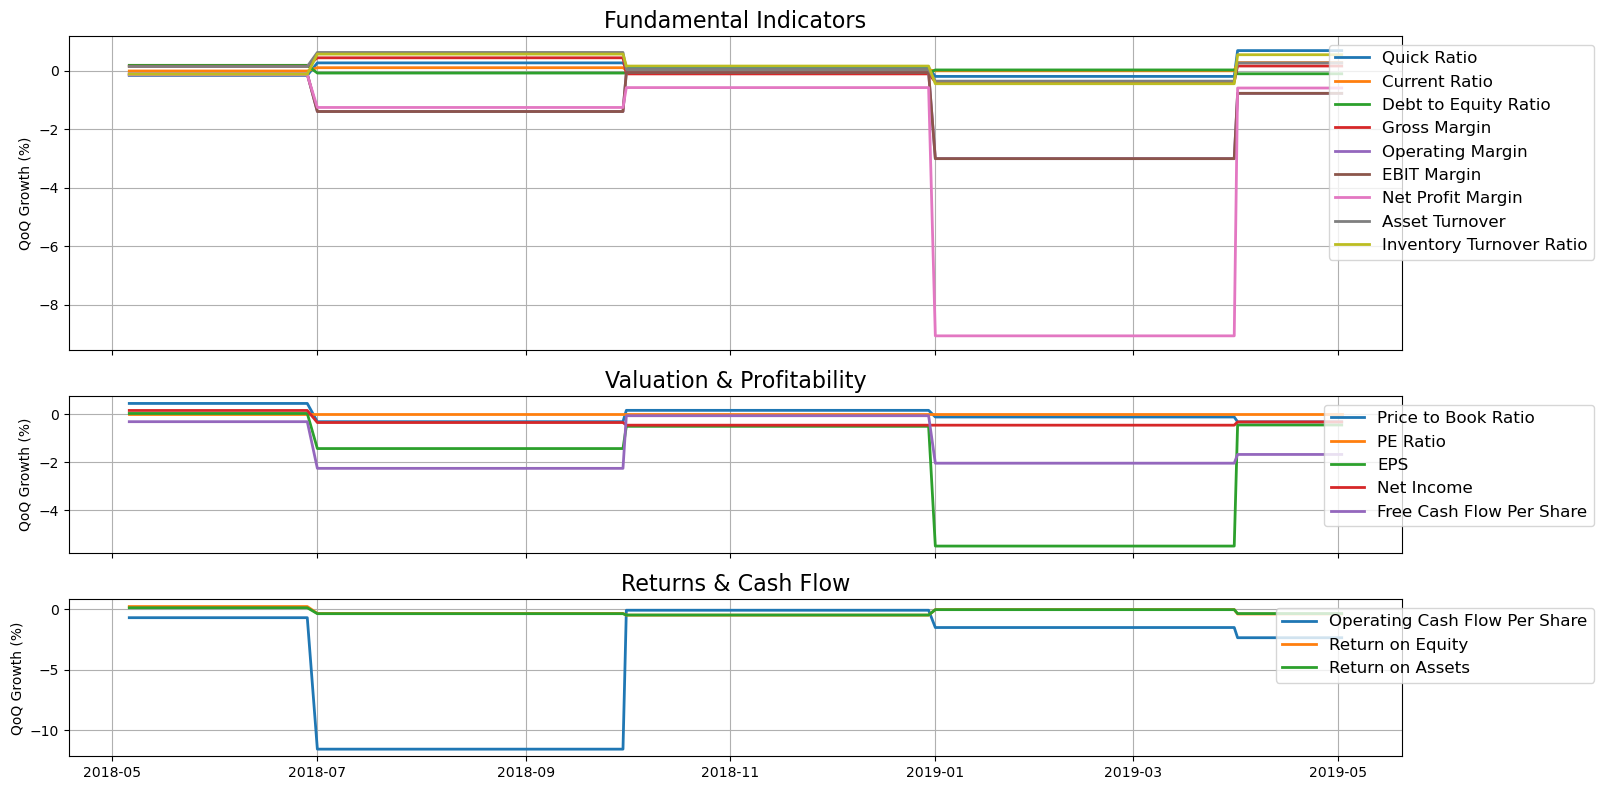 Fundamental Indicators
QoQ Growth (%)
0
−2
−4
−6
−8
Quick Ratio
Current Ratio
Debt to Equity Ratio
Gross Margin
Operating Margin
EBIT Margin
Net Profit Margin
Asset Turnover
Inventory Turnover Ratio
Valuation & Profitability
QoQ Growth (%)
0
−2
−4
Price to Book Ratio
PE Ratio
EPS
Net Income
Free Cash Flow Per Share
Returns & Cash Flow
QoQ Growth (%)
0
−5
−10
Operating Cash Flow Per Share
Return on Equity
Return on Assets
2018-05 2018-07 2018-09 2018-11 2019-01 2019-03 2019-05